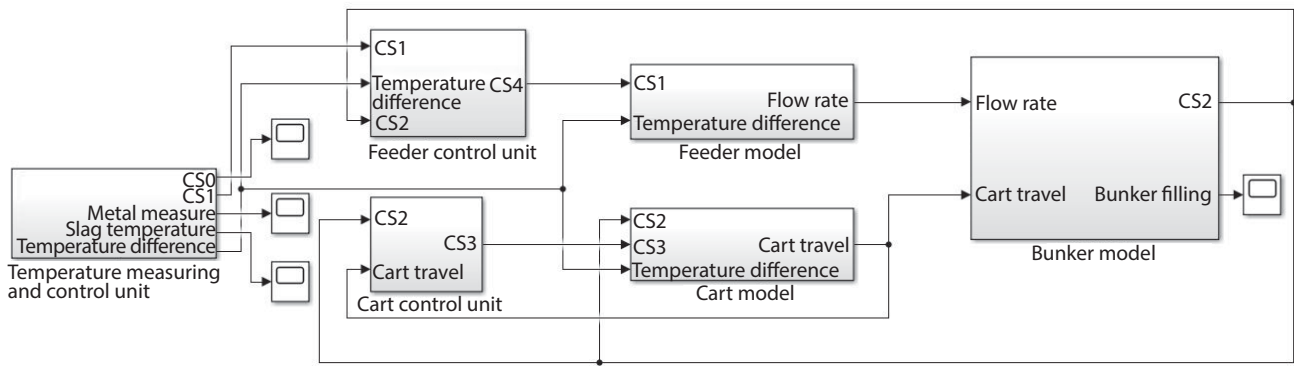 CS1
Temperature
difference
CS4
CS2
Feeder control unit
CS1
Flow rate
Temperature difference
Feeder model
Flow rate
CS2
Cart travel
Bunker filling
Bunker model
CS0
CS1
Metal measure
Slag temperature
Temperature difference
Temperature measuring
and control unit
CS2
CS3
Cart travel
Cart control unit
CS2
CS3
Cart travel
Temperature difference
Cart model